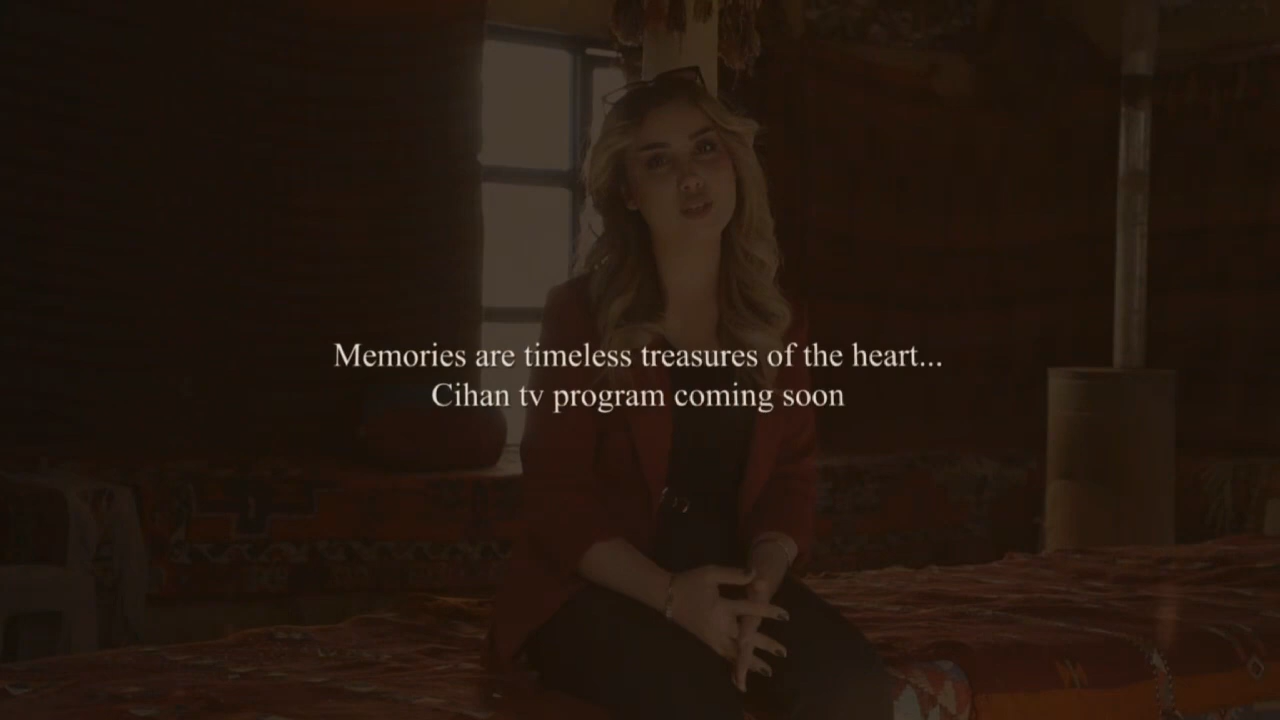 Memories are timeless treasures of the heart...
Cihan tv program coming soon